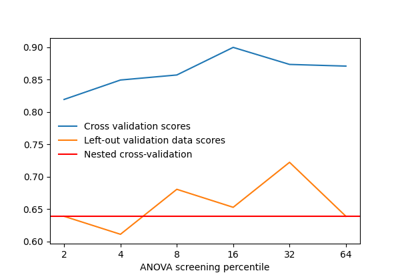 0.90
0.85
0.80
0.75
0.70
0.65
0.60
Cross validation scores
Left-out validation data scores
Nested cross-validation
2 4 8 16 32 64
ANOVA screening percentile